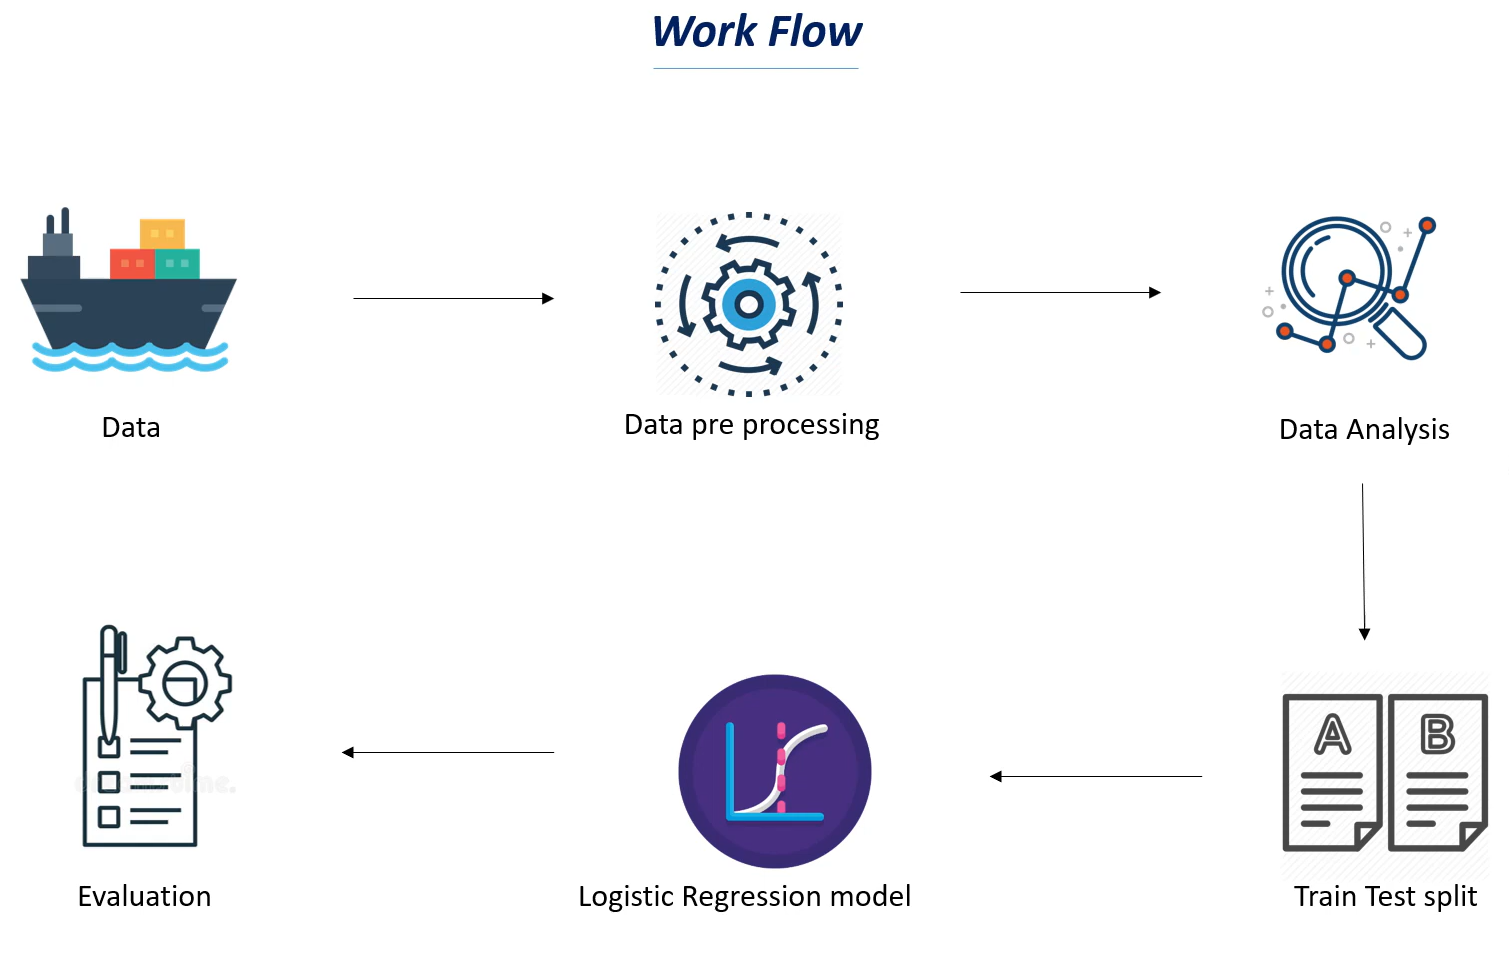 Work Flow
Data
Data pre processing
Data Analysis
A
B
Evaluation
Logistic Regression model
Train Test split